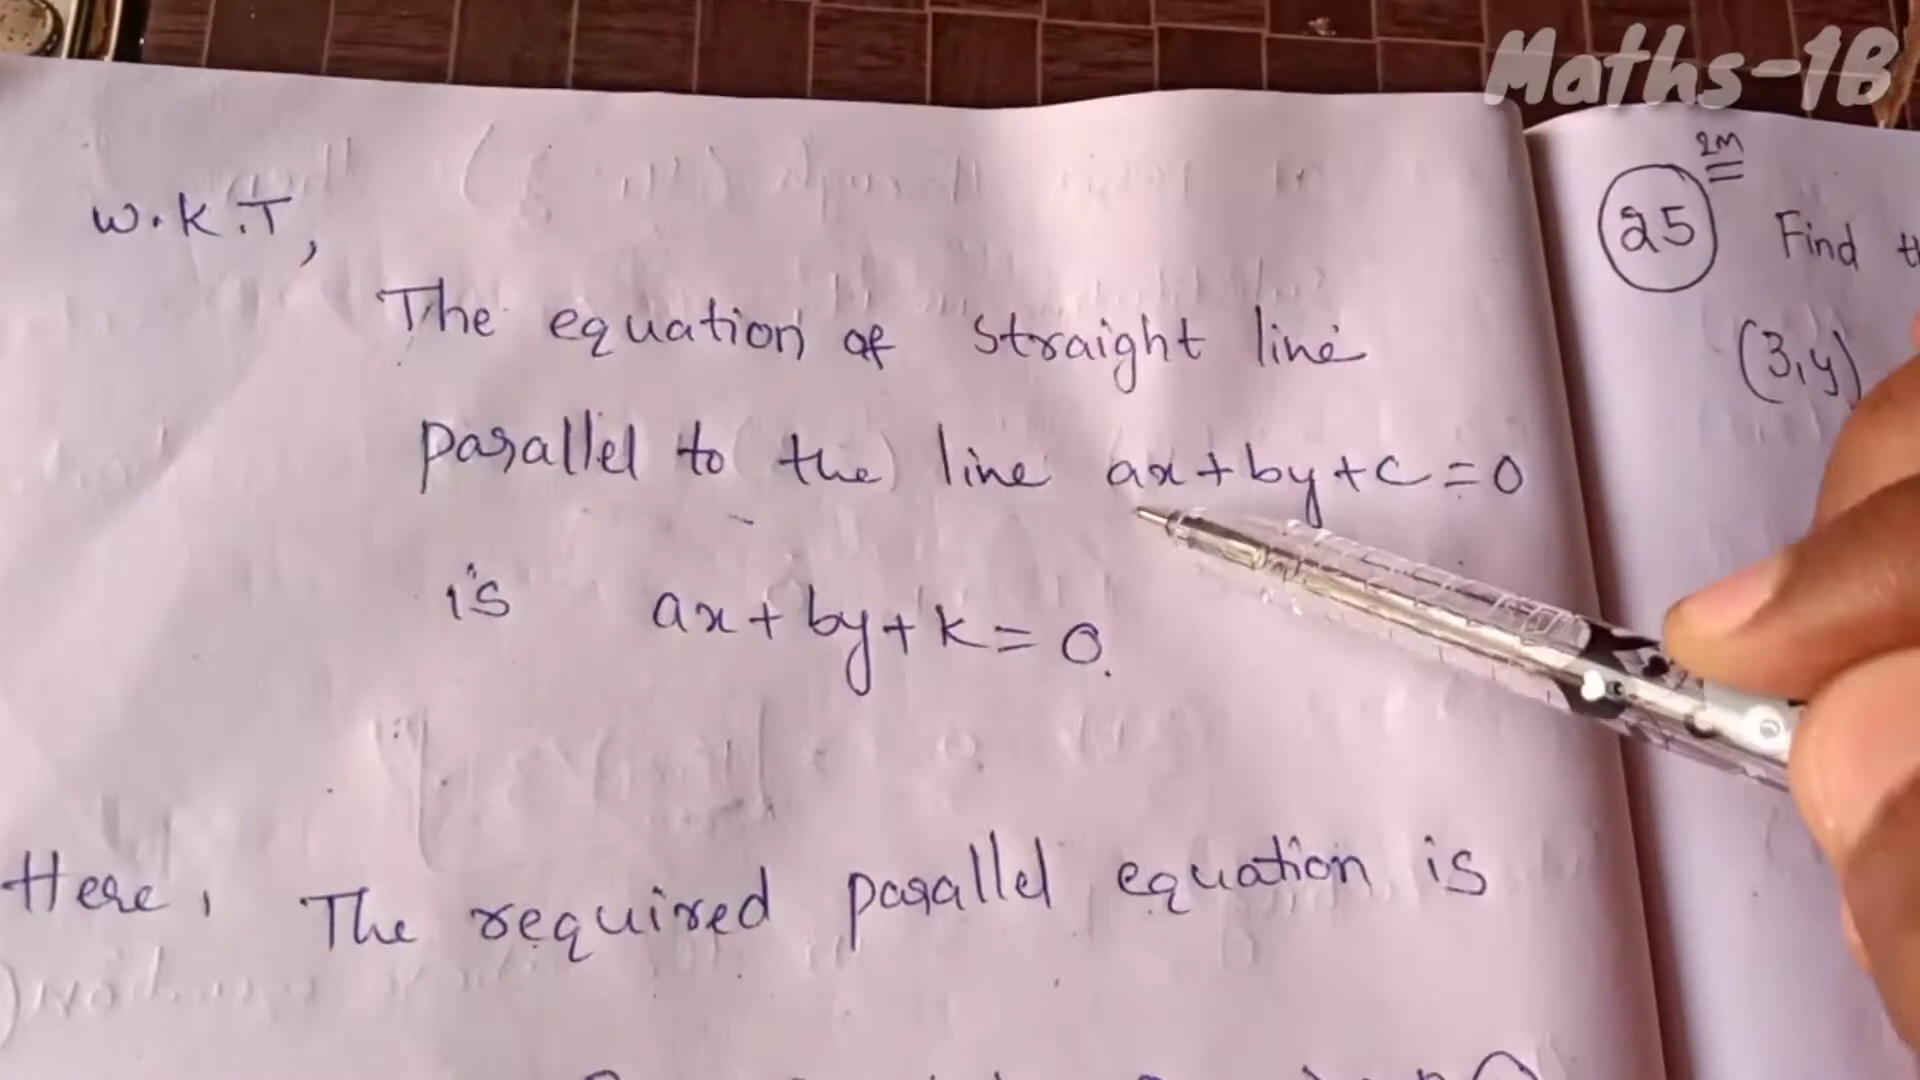 Maths-1B
W.K.T,
The equation of straight line
parallel to the line ax+by+c=0
is ax+by+k=0.
Here, The required parallel equation is
2M
25 Find
(3,y)